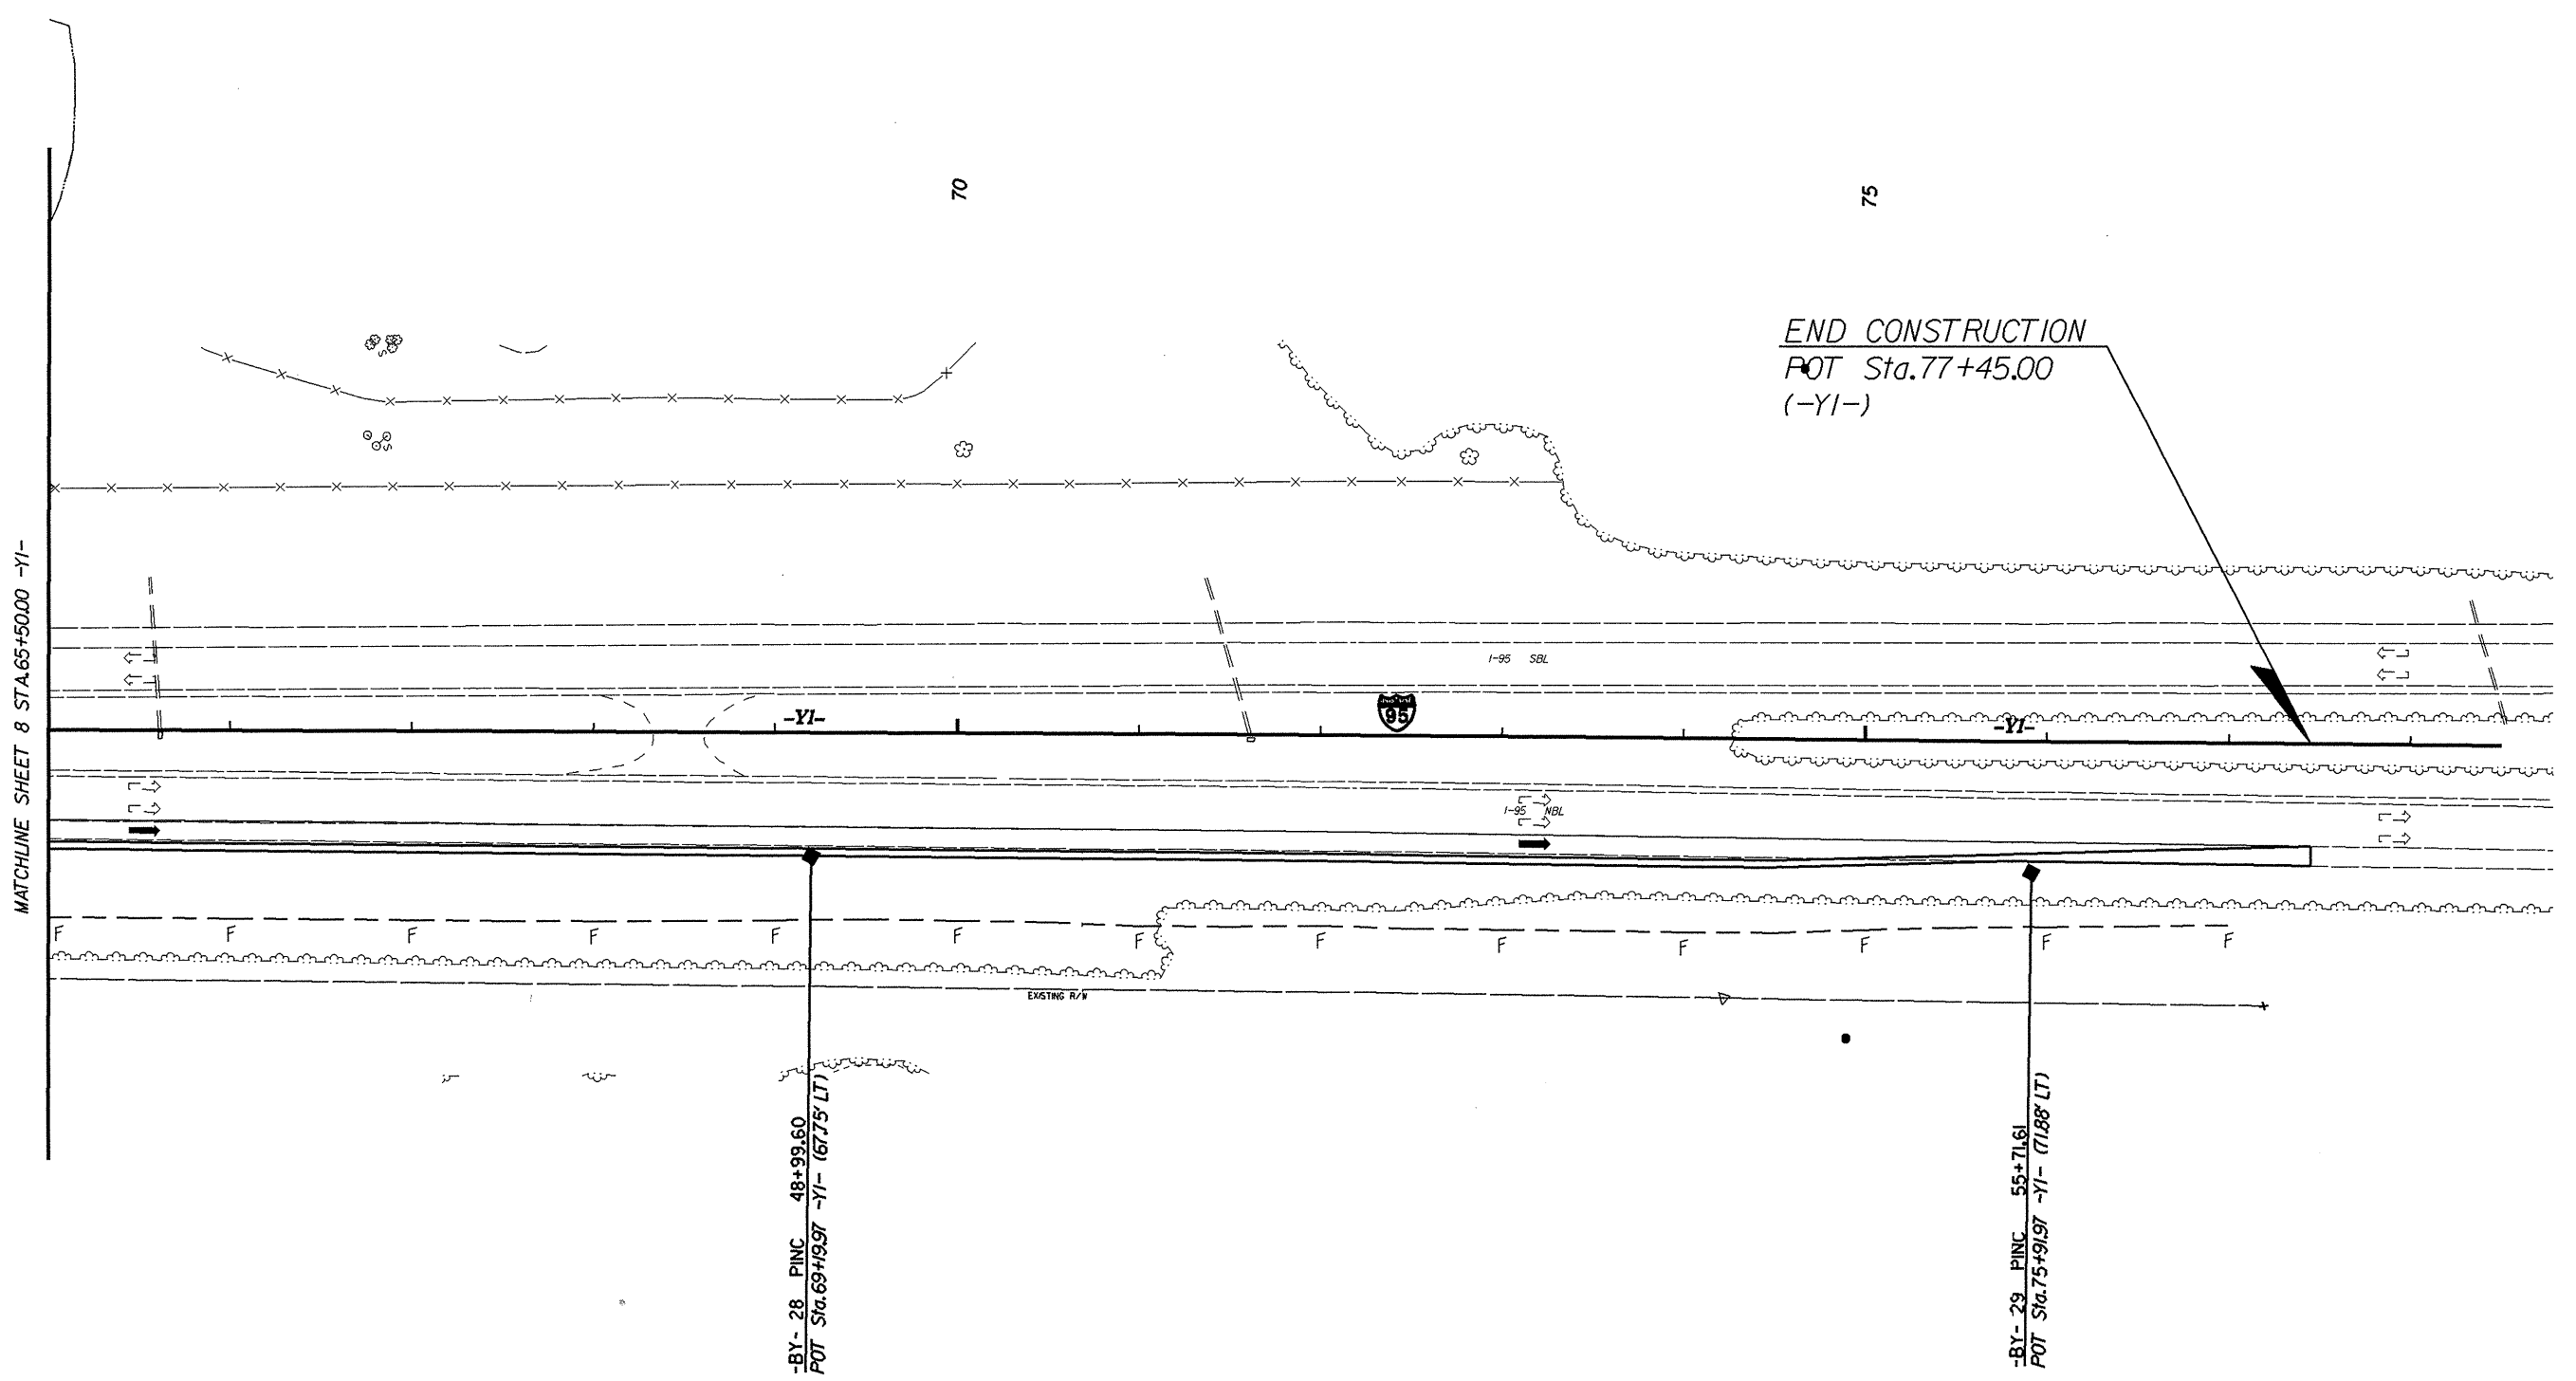 70
75
END CONSTRUCTION
POT Sta.77+45.00
(-Y1-)
MATCHLINE SHEET 8 STA.65+50.00 -Y1-
I-95 SBL
-Y1-
95
-Y1-
I-95 NBL
F F F F F F F F F F F F F
EXISTING R/W
-BY- 28 PINC 48+99.60
POT Sta.69+19.97 -Y1- (67.75' LT)
-BY- 29 PINC 55+71.61
POT Sta.75+91.97 -Y1- (71.88' LT)